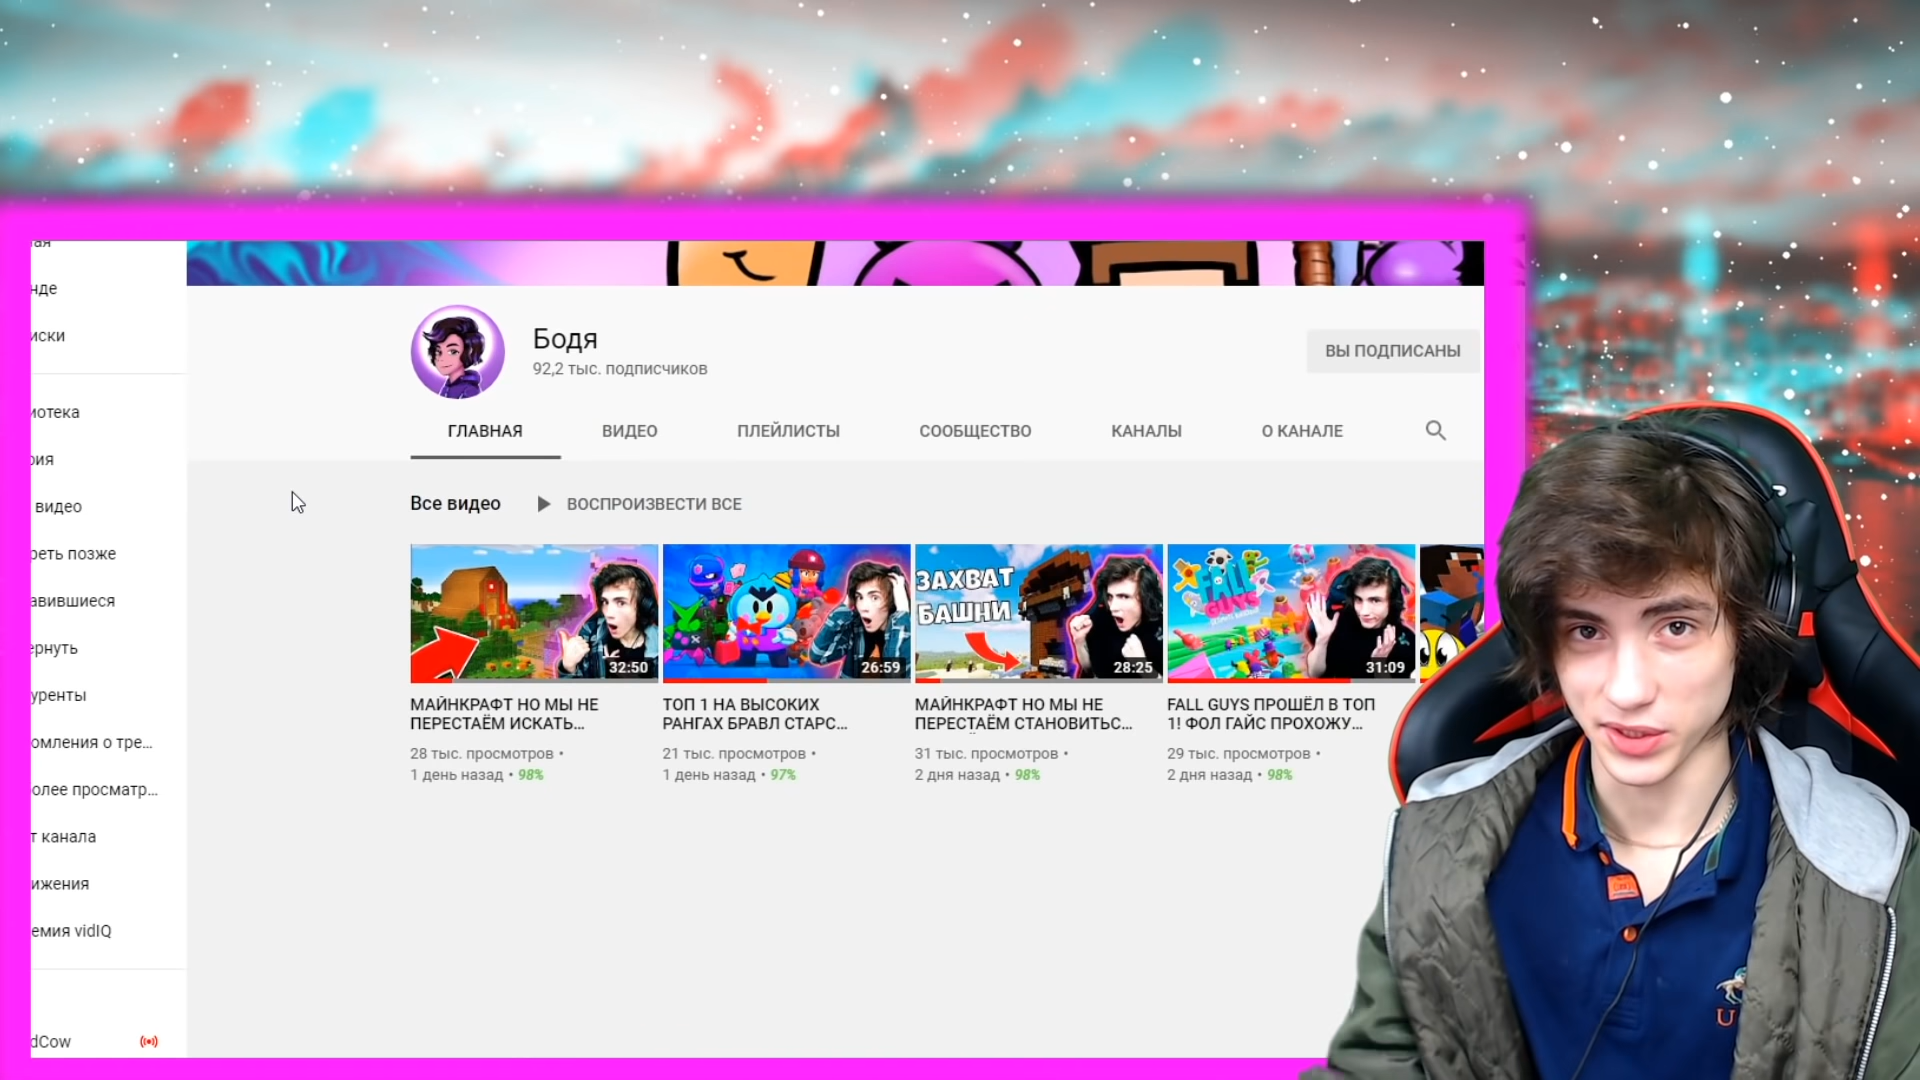 ая
нде
иски
иотека
рия
видео
реть позже
авившиеся
ернуть
уренты
омления о тре...
олее просматр...
т канала
ижения
емия vidIQ
dCow
Бодя
92,2 тыс. подписчиков
ВЫ ПОДПИСАНЫ
ГЛАВНАЯ
ВИДЕО
ПЛЕЙЛИСТЫ
СООБЩЕСТВО
КАНАЛЫ
О КАНАЛЕ
Все видео
ВОСПРОИЗВЕСТИ ВСЕ
32:50
МАЙНКРАФТ НО МЫ НЕ
ПЕРЕСТАЁМ ИСКАТЬ...
28 тыс. просмотров •
1 день назад • 98%
26:59
ТОП 1 НА ВЫСОКИХ
РАНГАХ БРАВЛ СТАРС...
21 тыс. просмотров •
1 день назад • 97%
ЗАХВАТ
БАШНИ
28:25
МАЙНКРАФТ НО МЫ НЕ
ПЕРЕСТАЁМ СТАНОВИТЬС...
31 тыс. просмотров •
2 дня назад • 98%
FALL
GUYS
31:09
FALL GUYS ПРОШЁЛ В ТОП
1! ФОЛ ГАЙС ПРОХОЖУ...
29 тыс. просмотров •
2 дня назад • 98%